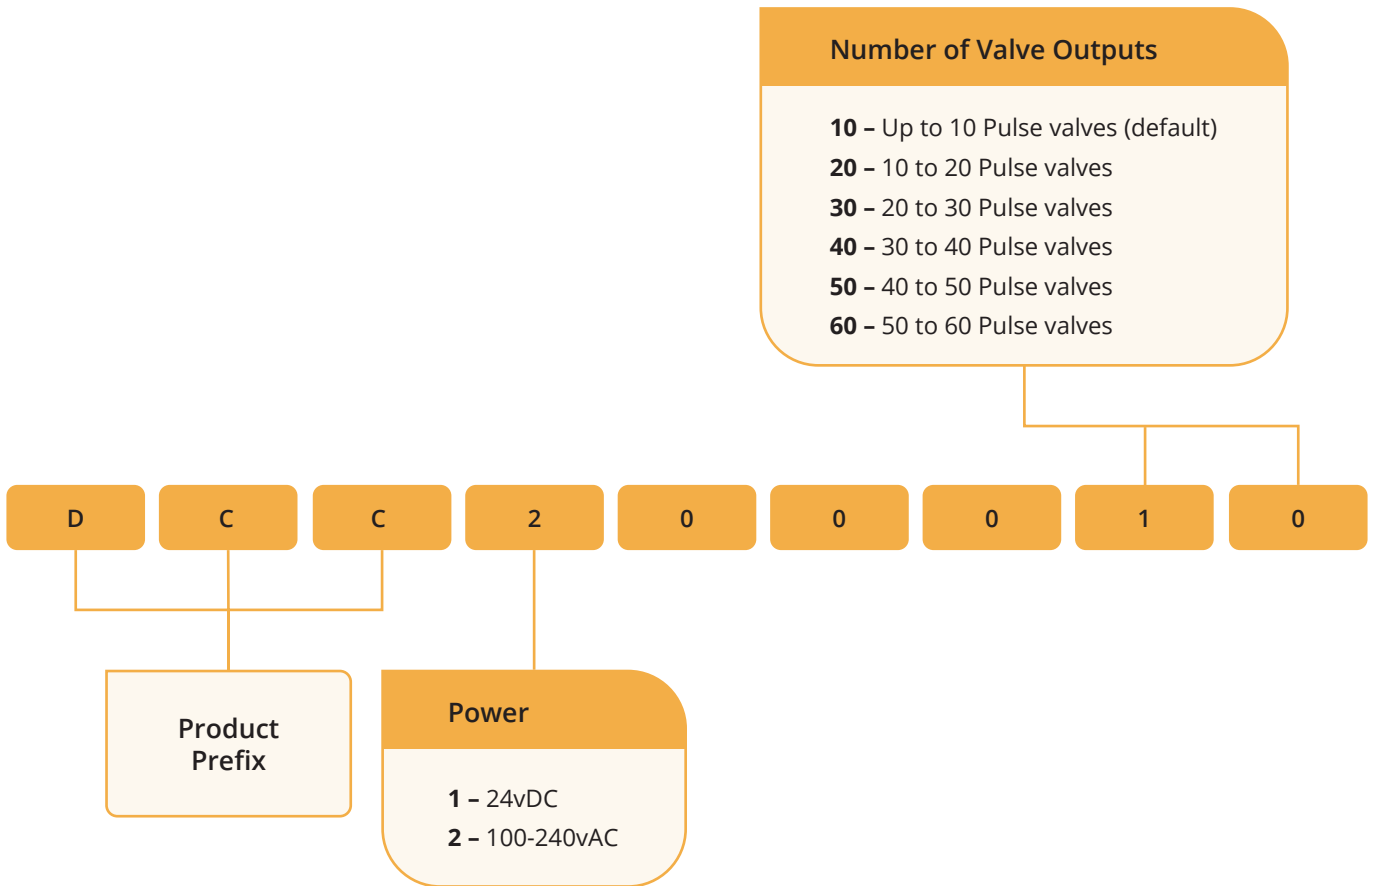 Number of Valve Outputs
10 – Up to 10 Pulse valves (default)
20 – 10 to 20 Pulse valves
30 – 20 to 30 Pulse valves
40 – 30 to 40 Pulse valves
50 – 40 to 50 Pulse valves
60 – 50 to 60 Pulse valves
D C C 2 0 0 0 1 0
Product
Prefix
Power
1 – 24vDC
2 – 100-240vAC